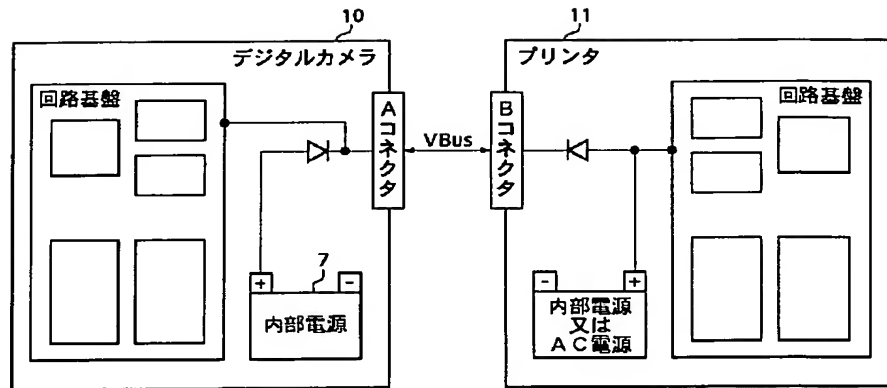 10
デジタルカメラ
回路基盤
Aコネクタ
+
7
-
内部電源
VBus
11
プリンタ
Bコネクタ
回路基盤
-
+
内部電源
又は
AC電源